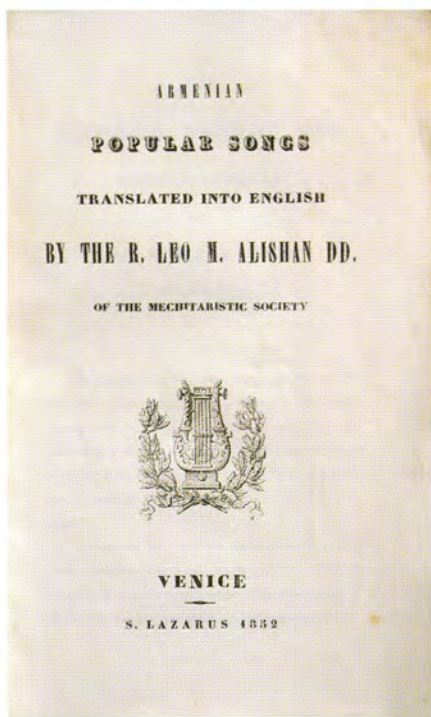 ARMENIAN
POPULAR SONGS
TRANSLATED INTO ENGLISH
BY THE R. LEO M. ALISHAN DD.
OF THE MECHITARISTIC SOCIETY
VENICE
S. LAZARUS 1852